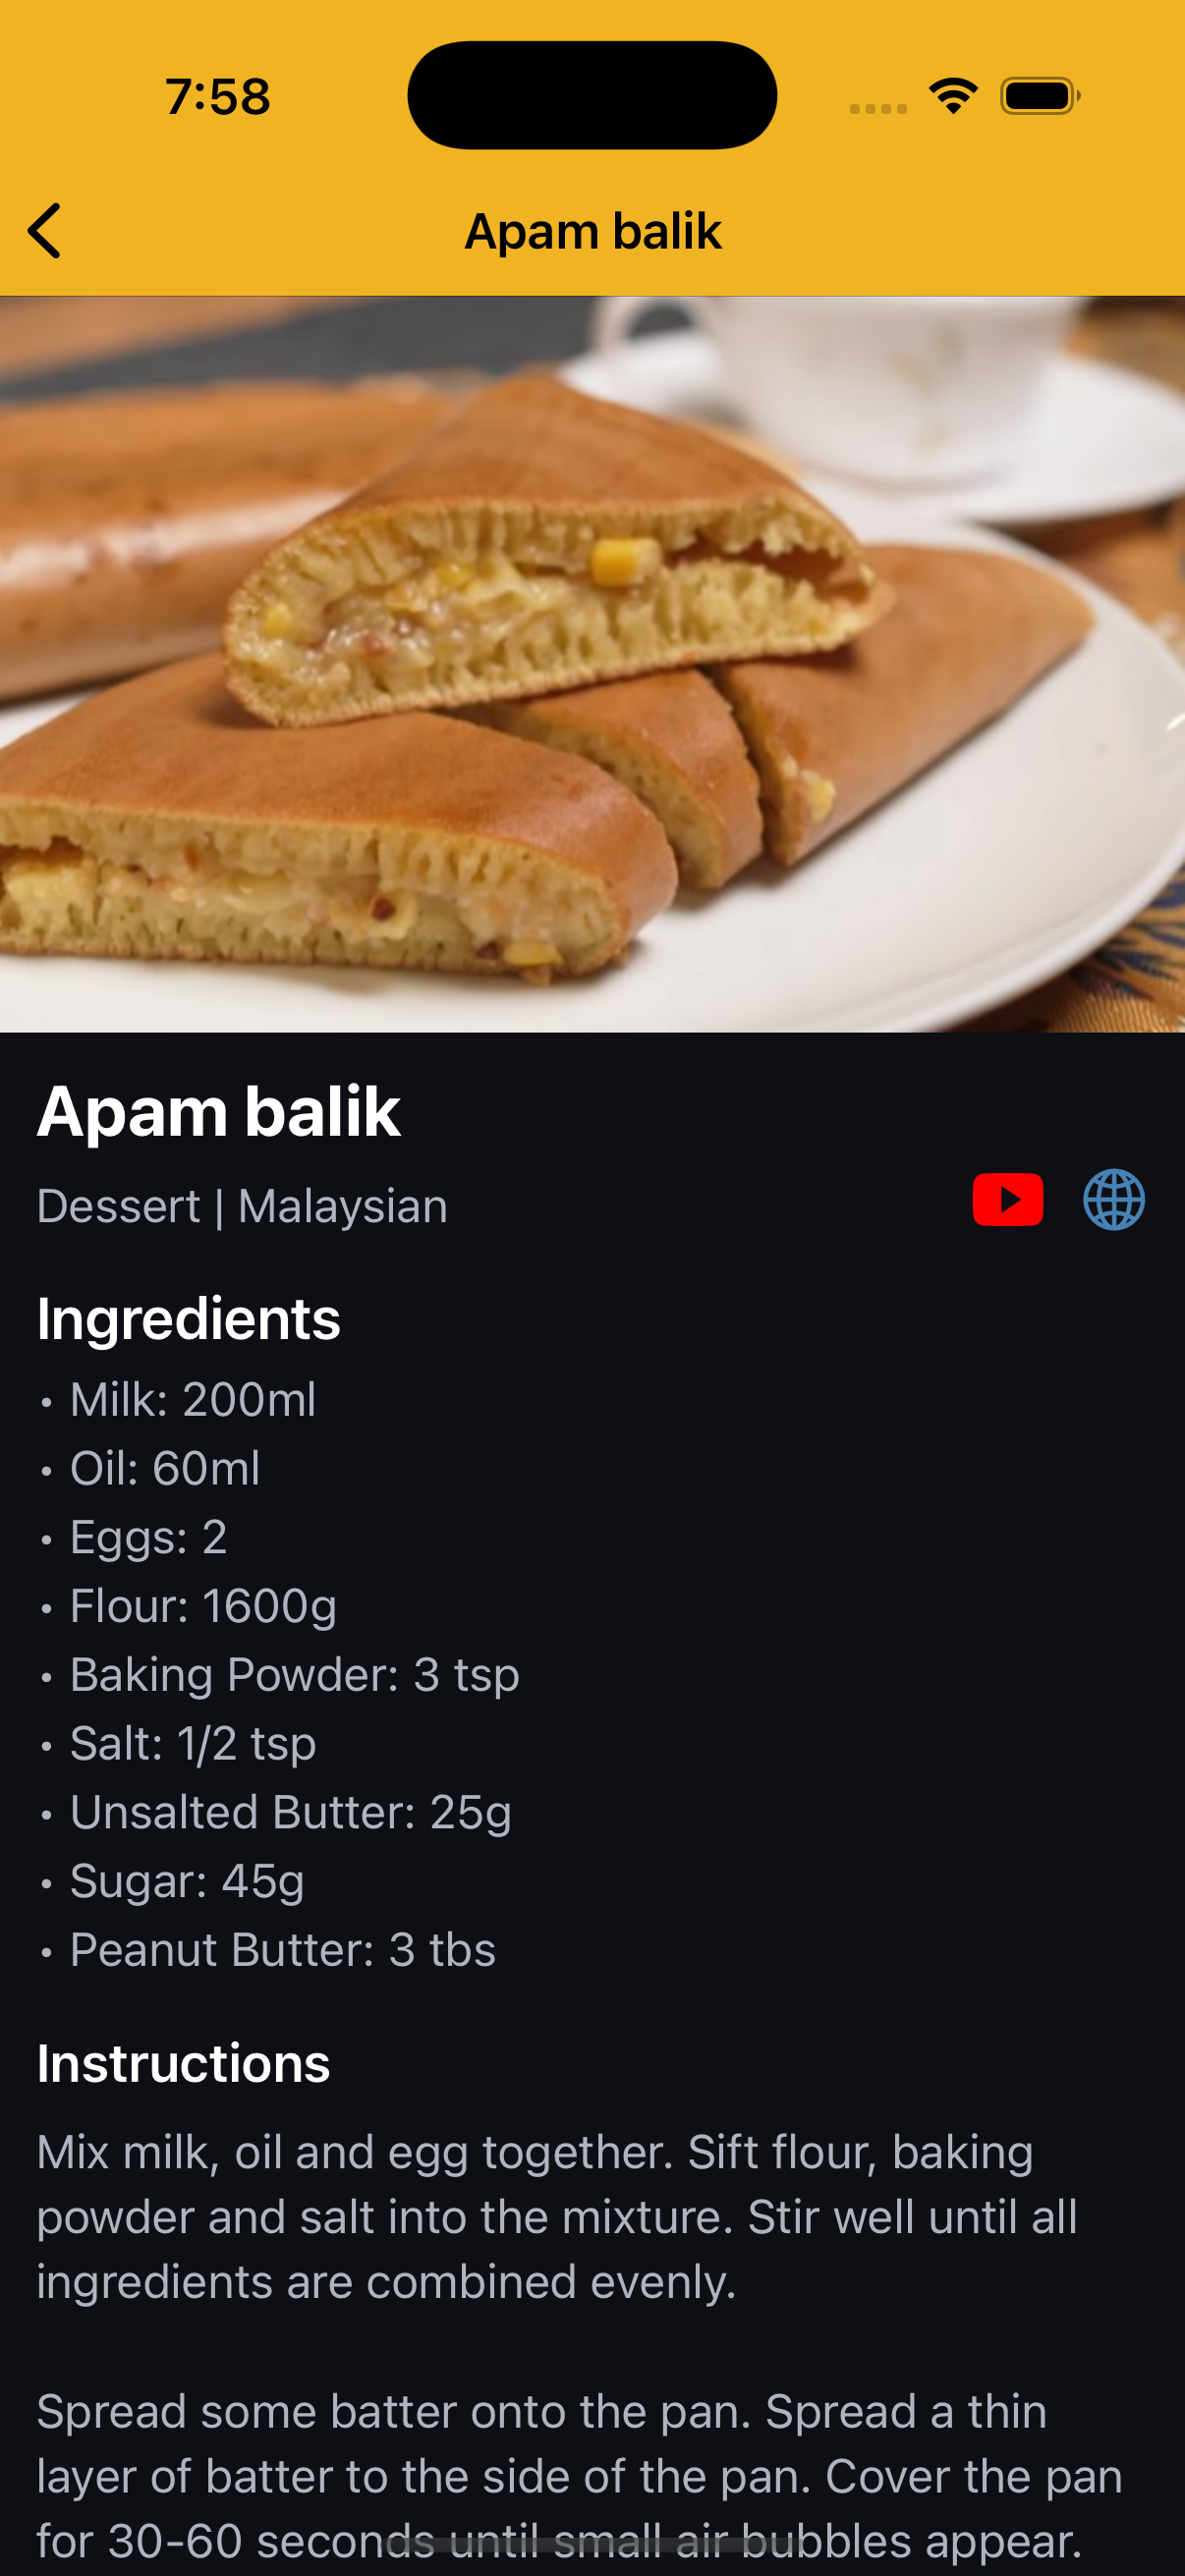 7:58
Apam balik
Apam balik
Dessert | Malaysian
Ingredients
• Milk: 200ml
• Oil: 60ml
• Eggs: 2
• Flour: 1600g
• Baking Powder: 3 tsp
• Salt: 1/2 tsp
• Unsalted Butter: 25g
• Sugar: 45g
• Peanut Butter: 3 tbs
Instructions
Mix milk, oil and egg together. Sift flour, baking
powder and salt into the mixture. Stir well until all
ingredients are combined evenly.
Spread some batter onto the pan. Spread a thin
layer of batter to the side of the pan. Cover the pan
for 30-60 seconds until small air bubbles appear.